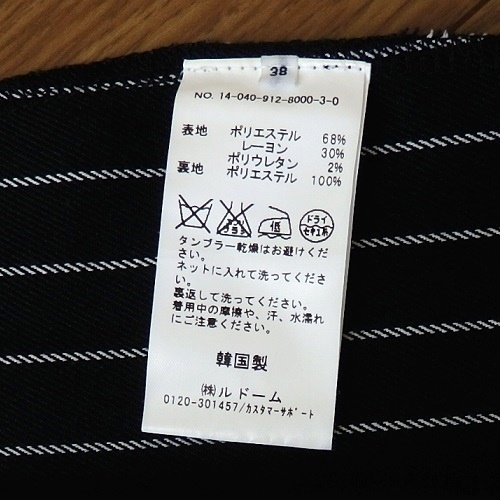 38
NO. 14-040-912-8000-3-0
表地 ポリエステル 68%
レーヨン 30%
ポリウレタン 2%
裏地 ポリエステル 100%
低
ドライ
セキユ系
タンブラー乾燥はお避けくだ
さい。
ネットに入れて洗ってくださ
い。
裏返して洗ってください。
着用中の摩擦や、汗、水濡れ
にご注意ください。
韓国製
㈱ル ドーム
0120-301457/カスタマーサポート